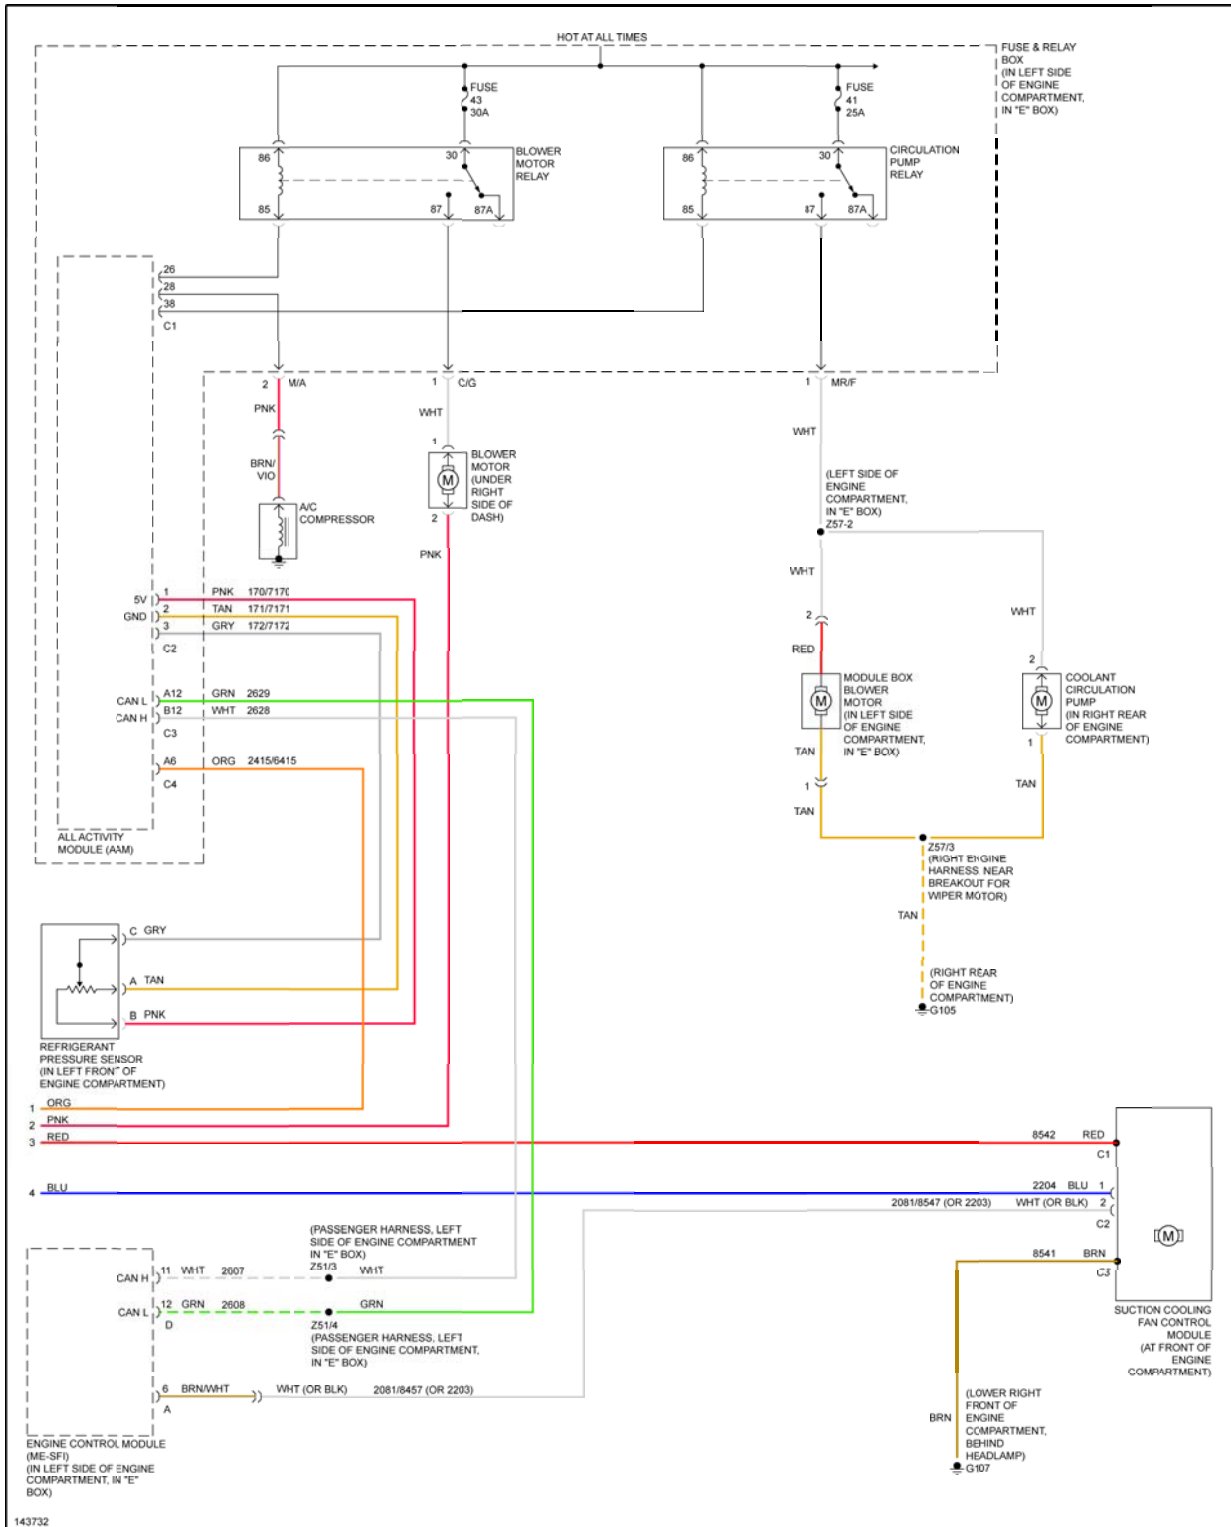 HOT AT ALL TIMES
FUSE & RELAY
BOX
(IN LEFT SIDE
OF ENGINE
COMPARTMENT,
IN "E" BOX)
FUSE
43
30A
FUSE
41
25A
86
30
BLOWER
MOTOR
RELAY
85
87
87A
86
30
CIRCULATION
PUMP
RELAY
85
87
87A
26
28
38
C1
2 M/A
1 C/G
1 MR/F
PNK
WHT
WHT
BRN/
VIO
1
BLOWER
MOTOR
(UNDER
RIGHT
SIDE OF
DASH)
M
2
PNK
A/C
COMPRESSOR
(LEFT SIDE OF
ENGINE
COMPARTMENT,
IN "E" BOX)
Z57-2
WHT
WHT
2
RED
2
MODULE BOX
BLOWER
MOTOR
(IN LEFT SIDE
OF ENGINE
COMPARTMENT,
IN "E" BOX)
M
COOLANT
CIRCULATION
PUMP
(IN RIGHT REAR
OF ENGINE
COMPARTMENT)
M
TAN
1
1
TAN
TAN
Z57/3
(RIGHT ENGINE
HARNESS NEAR
BREAKOUT FOR
WIPER MOTOR)
TAN
(RIGHT REAR
OF ENGINE
COMPARTMENT)
G105
5V 1 PNK 170/7170
GND 2 TAN 171/7171
3 GRY 172/7172
C2
CAN L A12 GRN 2629
CAN H B12 WHT 2628
C3
A6 ORG 2415/6415
C4
ALL ACTIVITY
MODULE (AAM)
C GRY
A TAN
B PNK
REFRIGERANT
PRESSURE SENSOR
(IN LEFT FRONT OF
ENGINE COMPARTMENT)
1 ORG
2 PNK
3 RED
8542 RED
C1
4 BLU
2204 BLU 1
2081/8547 (OR 2203) WHT (OR BLK) 2
C2
M
8541 BRN
C3
SUCTION COOLING
FAN CONTROL
MODULE
(AT FRONT OF
ENGINE
COMPARTMENT)
(PASSENGER HARNESS, LEFT
SIDE OF ENGINE COMPARTMENT
IN "E" BOX)
Z51/3
CAN H 11 WHT 2007
WHT
CAN L 12 GRN 2608
GRN
D
Z51/4
(PASSENGER HARNESS, LEFT
SIDE OF ENGINE COMPARTMENT,
IN "E" BOX)
6 BRN/WHT WHT (OR BLK) 2081/8457 (OR 2203)
A
ENGINE CONTROL MODULE
(ME-SFI)
(IN LEFT SIDE OF ENGINE
COMPARTMENT, IN "E"
BOX)
BRN
(LOWER RIGHT
FRONT OF
ENGINE
COMPARTMENT,
BEHIND
HEADLAMP)
G107
143732